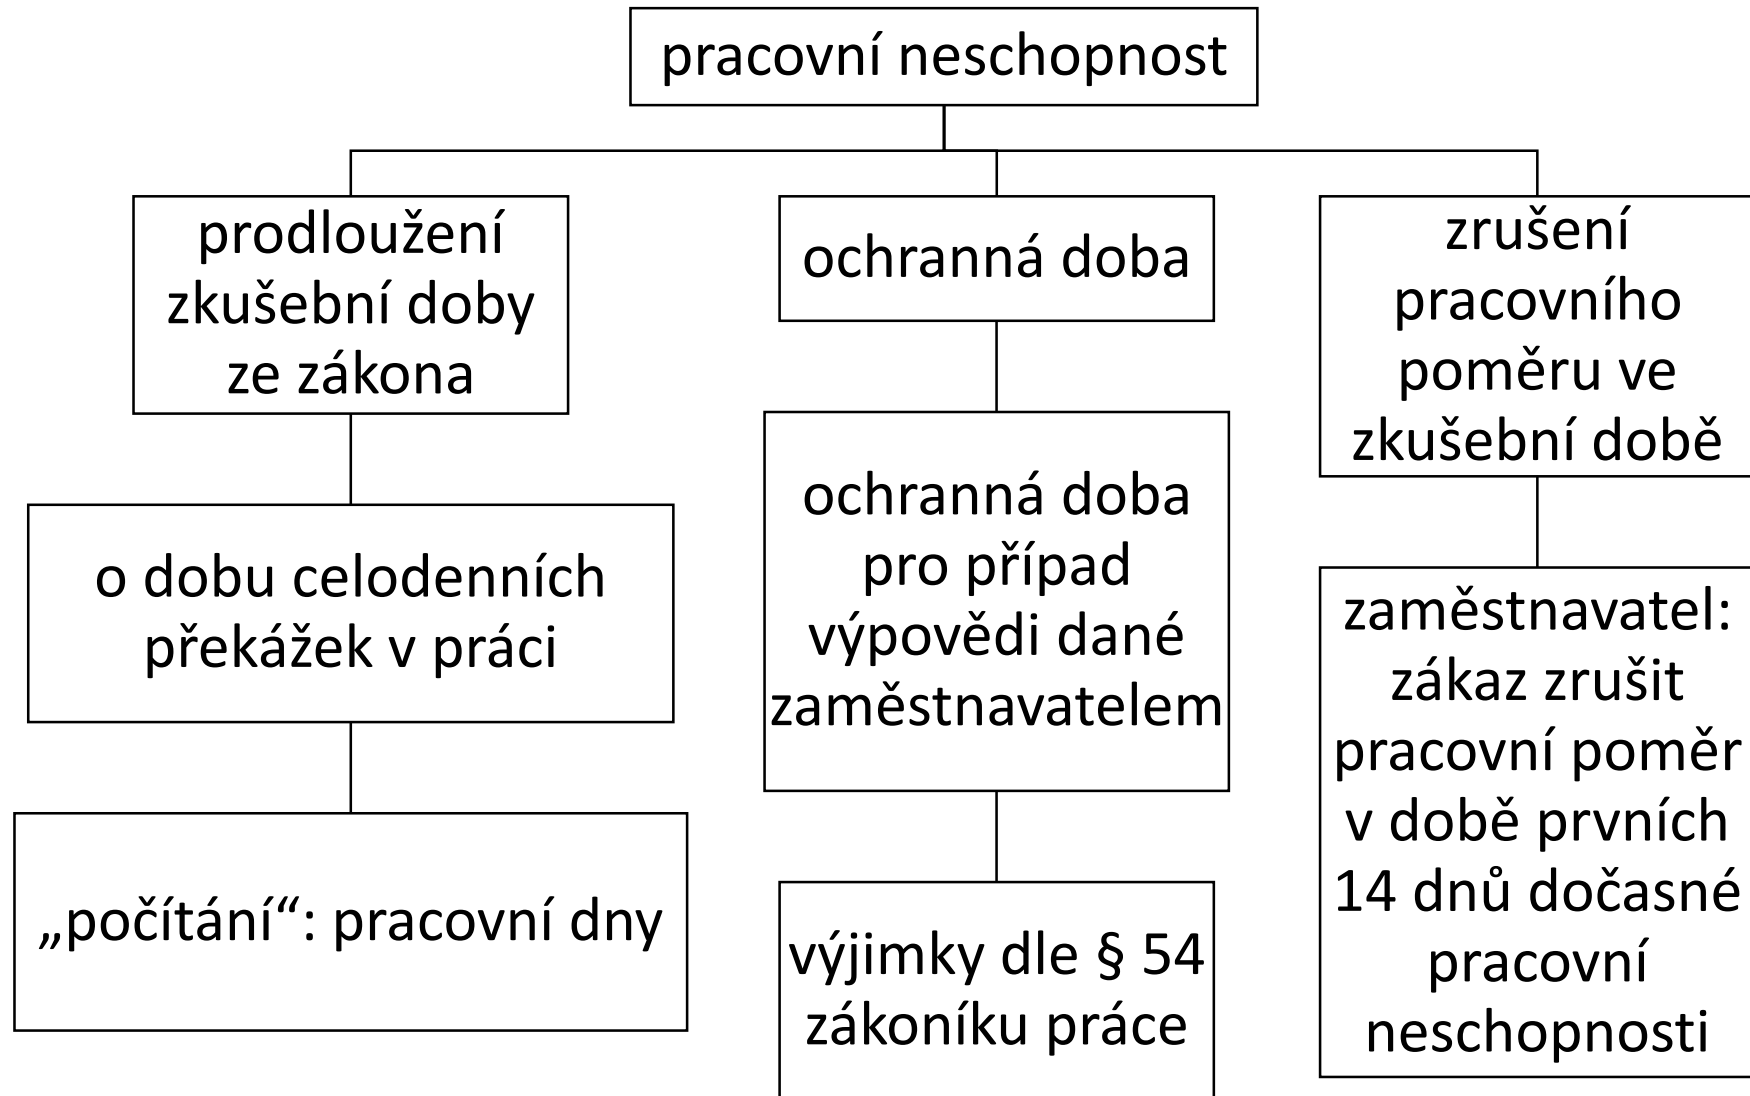 pracovní neschopnost
prodloužení
zkušební doby
ze zákona
o dobu celodenních
překážek v práci
„počítání“: pracovní dny
ochranná doba
ochranná doba
pro případ
výpovědi dané
zaměstnavatelem
výjimky dle § 54
zákoníku práce
zrušení
pracovního
poměru ve
zkušební době
zaměstnavatel:
zákaz zrušit
pracovní poměr
v době prvních
14 dnů dočasné
pracovní
neschopnosti